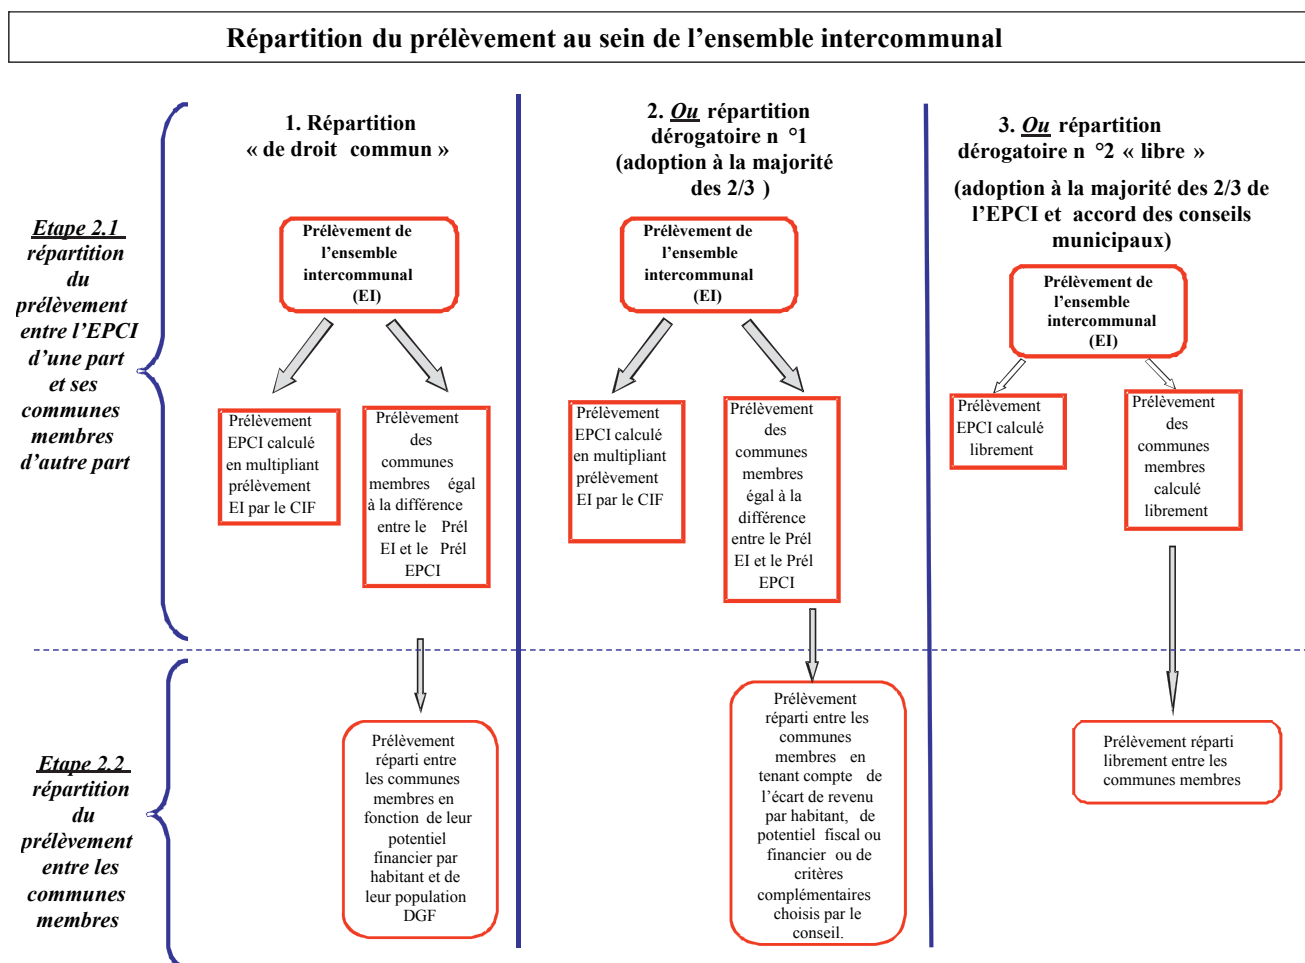 Répartition du prélèvement au sein de l'ensemble intercommunal
1. Répartition
« de droit commun »
2. Ou répartition
dérogatoire n °1
(adoption à la majorité
des 2/3 )
3. Ou répartition
dérogatoire n °2 « libre »
(adoption à la majorité des 2/3 de
l'EPCI et accord des conseils
municipaux)
Etape 2.1
répartition
du
prélèvement
entre l'EPCI
d'une part
et ses
communes
membres
d'autre part
Prélèvement de
l'ensemble
intercommunal
(EI)
Prélèvement
EPCI calculé
en multipliant
prélèvement
EI par le CIF
Prélèvement
des
communes
membres égal
à la différence
entre le Prél
EI et le Prél
EPCI
Prélèvement de
l'ensemble
intercommunal
(EI)
Prélèvement
EPCI calculé
en multipliant
prélèvement
EI par le CIF
Prélèvement
des
communes
membres
égal à la
différence
entre le Prél
EI et le Prél
EPCI
Prélèvement de
l'ensemble
intercommunal
(EI)
Prélèvement
EPCI calculé
librement
Prélèvement
des
communes
membres
calculé
librement
Etape 2.2
répartition
du
prélèvement
entre les
communes
membres
Prélèvement
réparti entre
les communes
membres en
fonction de leur
potentiel
financier par
habitant et de
leur population
DGF
Prélèvement
réparti entre les
communes
membres en
tenant compte de
l'écart de revenu
par habitant, de
potentiel fiscal ou
financier ou de
critères
complémentaires
choisis par le
conseil.
Prélèvement réparti
librement entre les
communes membres